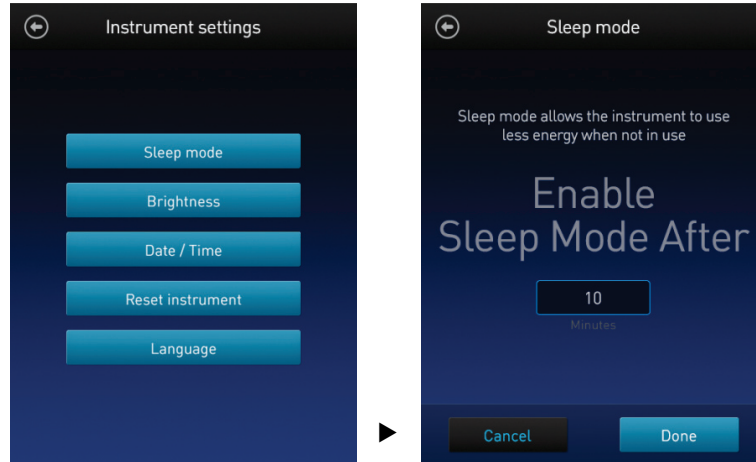 Instrument settings
Sleep mode
Brightness
Date / Time
Reset instrument
Language
Sleep mode
Sleep mode allows the instrument to use
less energy when not in use
Enable
Sleep Mode After
10
Minutes
Cancel
Done